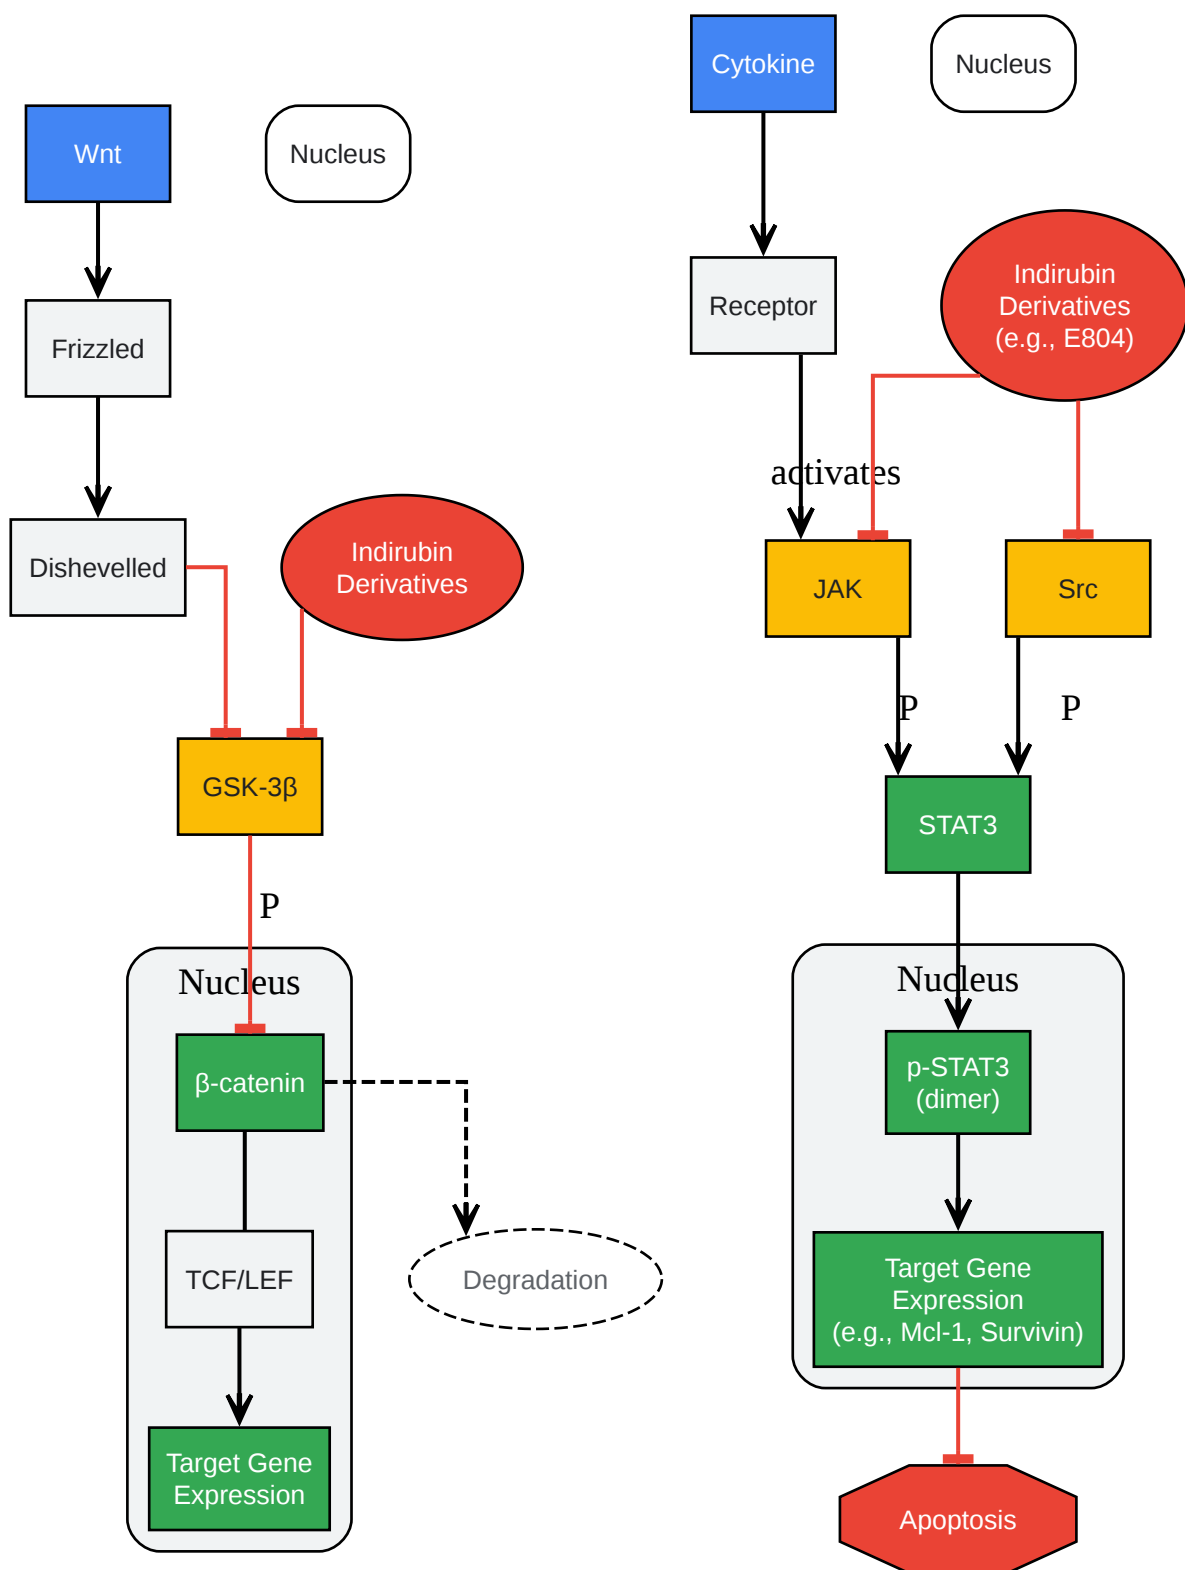 Wnt
Nucleus
Frizzled
Dishevelled
Indirubin
Derivatives
GSK-3β
P
Nucleus
β-catenin
TCF/LEF
Degradation
Target Gene
Expression
Cytokine
Nucleus
Receptor
Indirubin
Derivatives
(e.g., E804)
activates
JAK
Src
P
P
STAT3
Nucleus
p-STAT3
(dimer)
Target Gene
Expression
(e.g., Mcl-1, Survivin)
Apoptosis